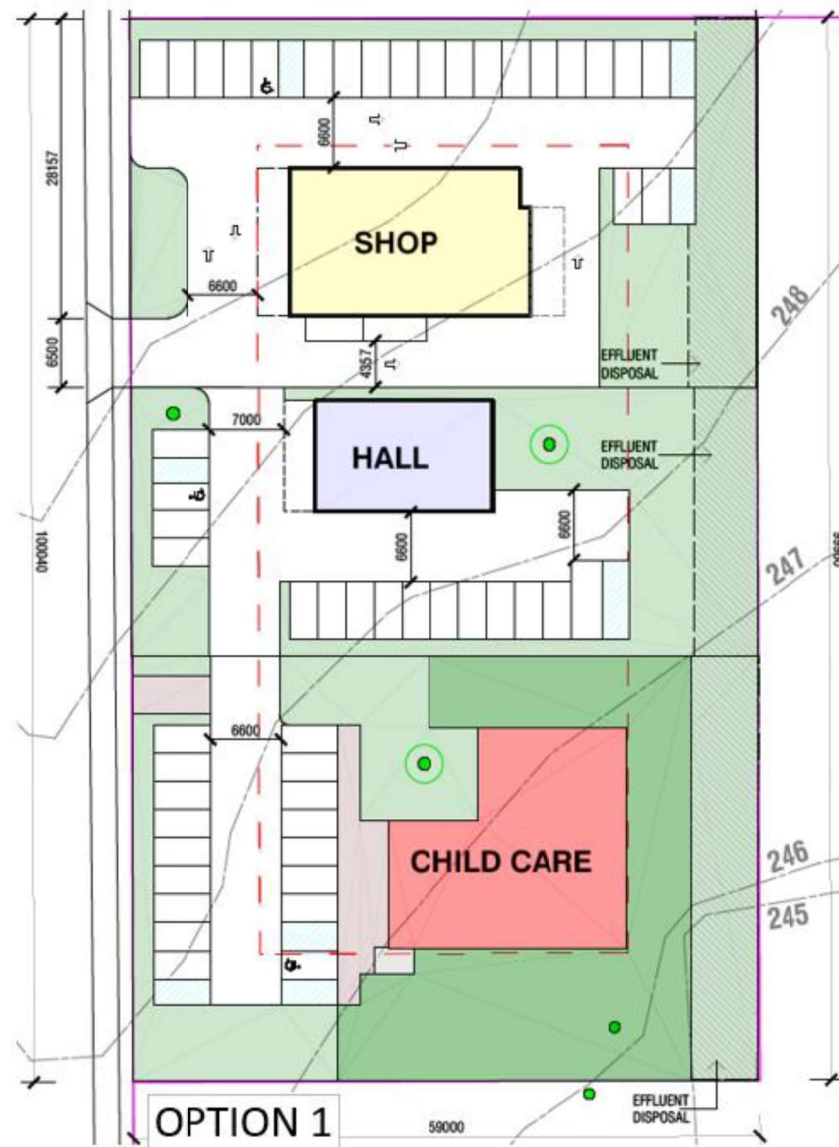 28157
6600
SHOP
6600
248
6500
4357
EFFLUENT
DISPOSAL
7000
HALL
EFFLUENT
DISPOSAL
100040
6600
6600
247
6600
CHILD CARE
246
245
EFFLUENT
DISPOSAL
OPTION 1
59000